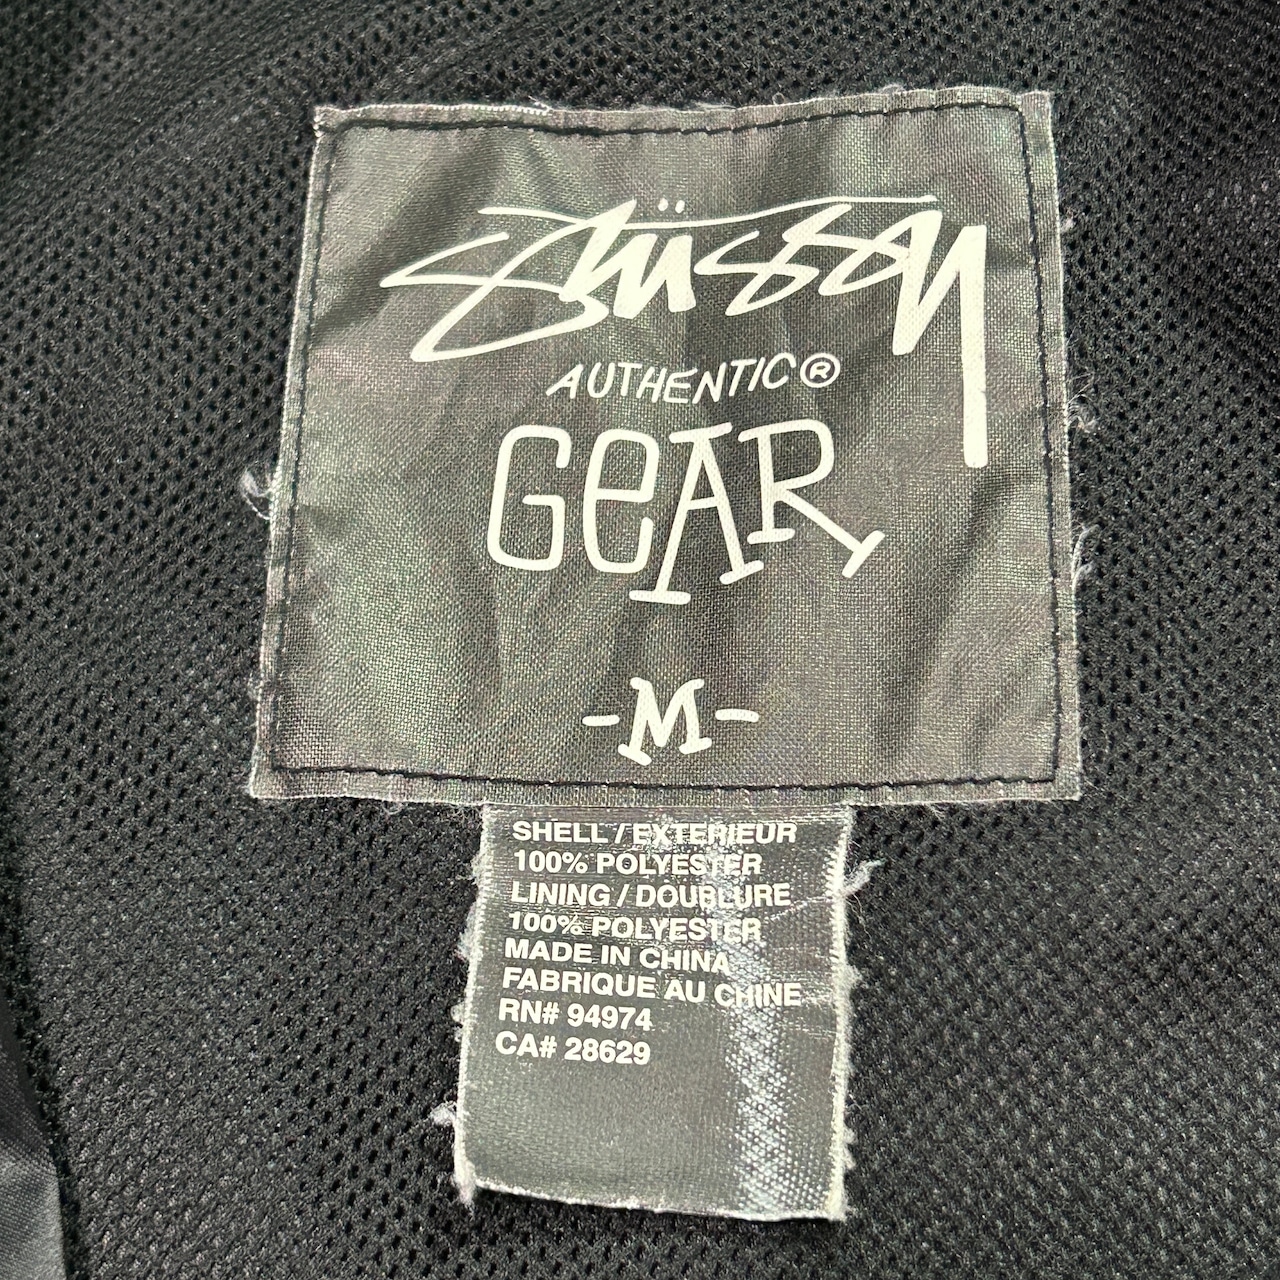 Stüssy
AUTHENTIC®
GeAR
-M-
SHELL / EXTERIEUR
100% POLYESTER
LINING / DOUBLURE
100% POLYESTER
MADE IN CHINA
FABRIQUE AU CHINE
RN# 94974
CA# 28629